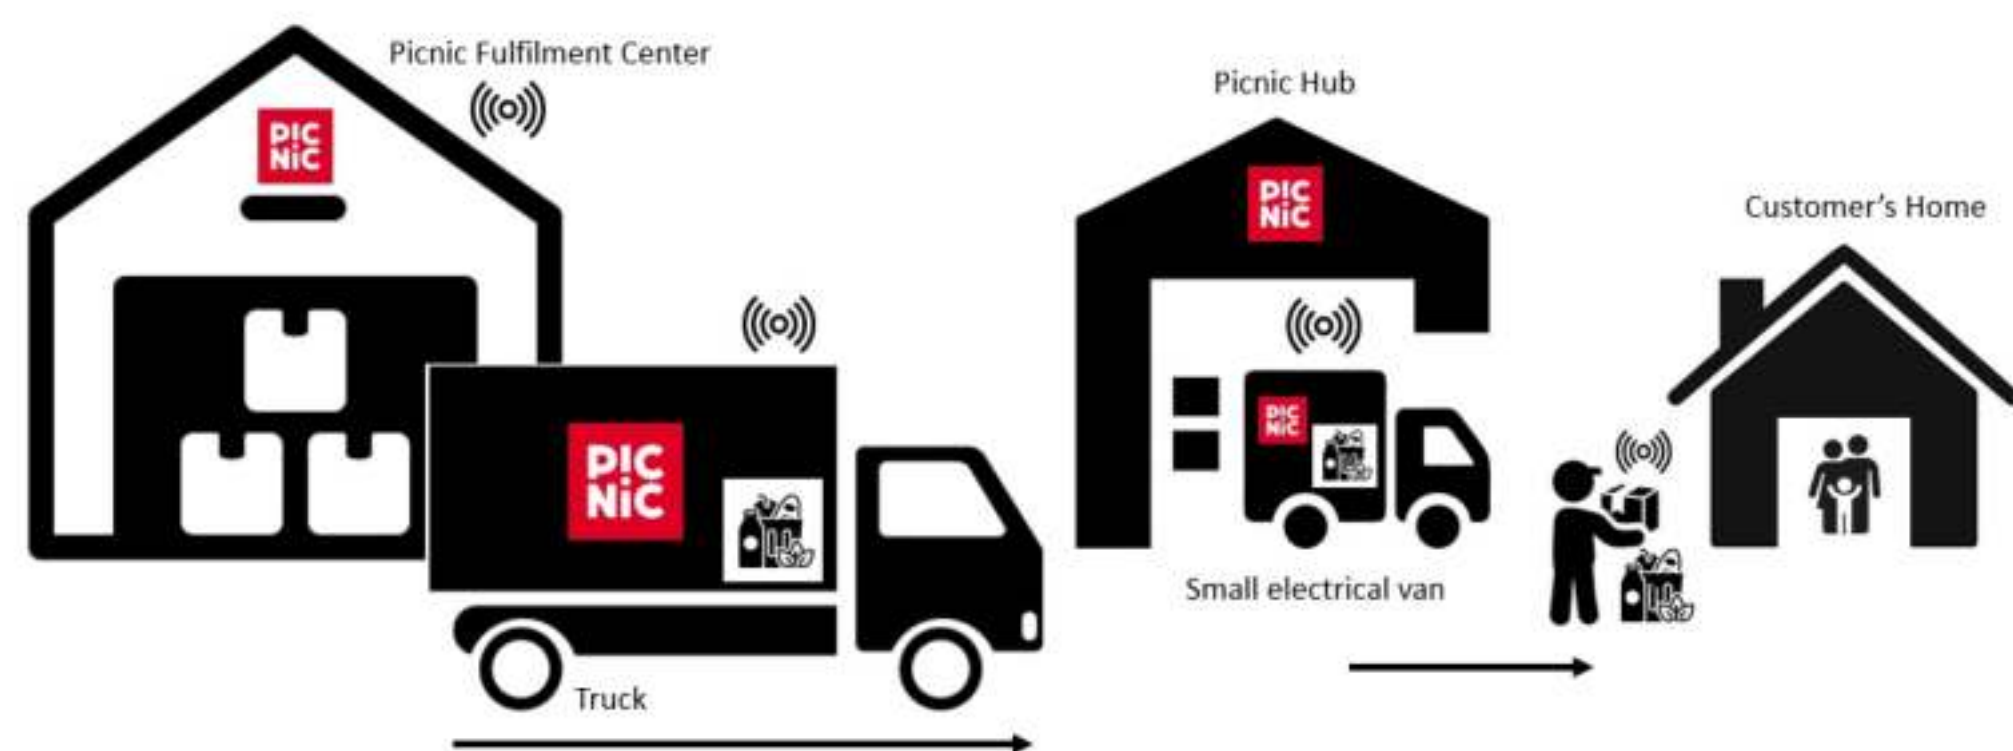 Picnic Fulfilment Center
PIC
NiC
PIC
NiC
Truck
Picnic Hub
PIC
NiC
PIC
NiC
Small electrical van
Customer's Home